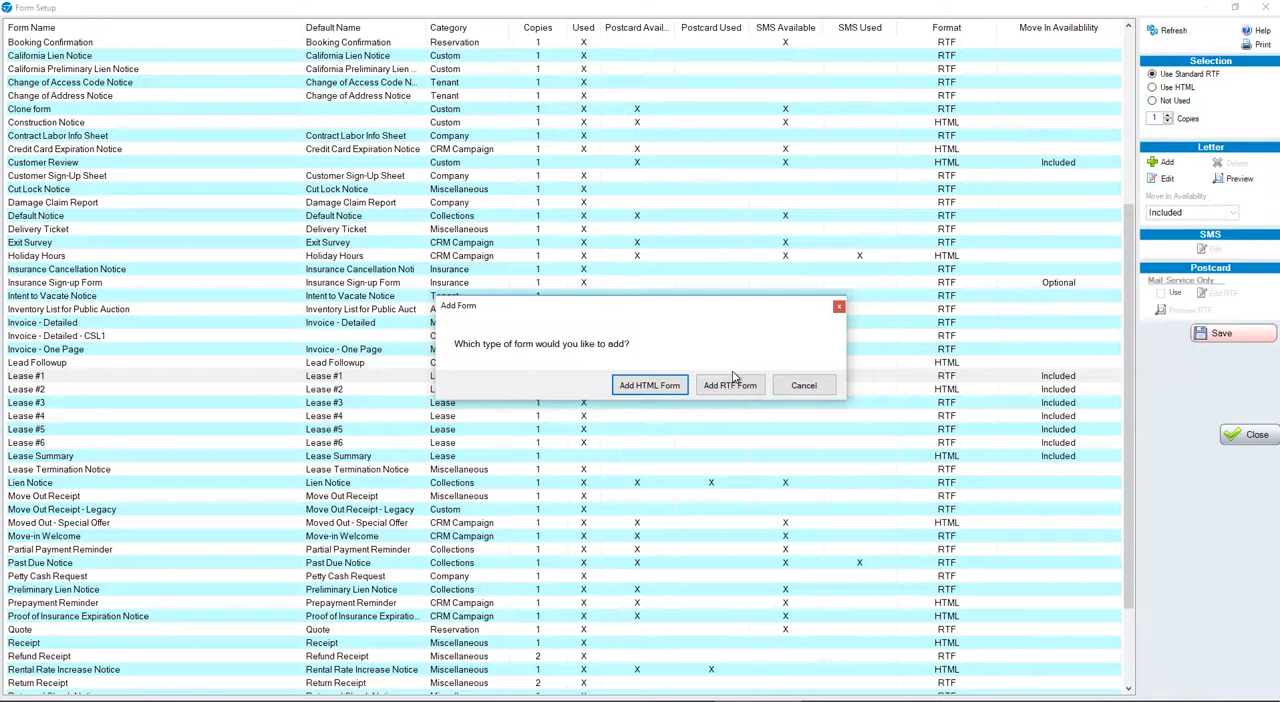 Form Setup
Form Name Default Name Category Copies Used Postcard Avail... Postcard Used SMS Available SMS Used Format Move In Availablility
Booking Confirmation Booking Confirmation Reservation 1 X X RTF
California Lien Notice California Lien Notice Custom 1 X RTF
California Preliminary Lien Notice California Preliminary Lien ... Custom 1 X RTF
Change of Access Code Notice Change of Access Code N... Tenant 1 X RTF
Change of Address Notice Change of Address Notice Tenant 1 X RTF
Clone form Custom 1 X X X RTF
Construction Notice Custom 1 X X X HTML
Contract Labor Info Sheet Contract Labor Info Sheet Company 1 X RTF
Credit Card Expiration Notice Credit Card Expiration Notice CRM Campaign 1 X X X HTML
Customer Review Custom 1 X X X HTML Included
Customer Sign-Up Sheet Customer Sign-Up Sheet Company 1 X RTF
Cut Lock Notice Cut Lock Notice Miscellaneous 1 X RTF
Damage Claim Report Damage Claim Report Company 1 X RTF
Default Notice Default Notice Collections 1 X X X RTF
Delivery Ticket Delivery Ticket Miscellaneous 1 X RTF
Exit Survey Exit Survey CRM Campaign 1 X X X RTF
Holiday Hours Holiday Hours CRM Campaign 1 X X X X HTML
Insurance Cancellation Notice Insurance Cancellation Noti Insurance 1 X RTF
Insurance Sign-up Form Insurance Sign-up Form Insurance 1 X RTF Optional
Intent to Vacate Notice Intent to Vacate Notice RTF
Inventory List for Public Auction Inventory List for Public Auct RTF
Invoice - Detailed Invoice - Detailed RTF
Invoice - Detailed - CSL1 RTF
Invoice - One Page Invoice - One Page RTF
Lead Followup Lead Followup HTML
Lease #1 Lease #1 RTF Included
Lease #2 Lease #2 RTF Included
Lease #3 Lease #3 Lease 1 X RTF Included
Lease #4 Lease #4 Lease 1 X RTF Included
Lease #5 Lease #5 Lease 1 X RTF Included
Lease #6 Lease #6 Lease 1 X RTF Included
Lease Summary Lease Summary Lease 1 HTML Included
Lease Termination Notice Lease Termination Notice Miscellaneous 1 X RTF
Lien Notice Lien Notice Collections 1 X X X X RTF
Move Out Receipt Move Out Receipt Miscellaneous 1 X RTF
Move Out Receipt - Legacy Move Out Receipt - Legacy Custom 1 X RTF
Moved Out - Special Offer Moved Out - Special Offer CRM Campaign 1 X X X HTML
Move-in Welcome Move-in Welcome CRM Campaign 1 X X X HTML
Partial Payment Reminder Partial Payment Reminder Collections 1 X X X RTF
Past Due Notice Past Due Notice Collections 1 X X X X RTF
Petty Cash Request Petty Cash Request Company 1 X RTF
Preliminary Lien Notice Preliminary Lien Notice Collections 1 X X X RTF
Prepayment Reminder Prepayment Reminder CRM Campaign 1 X X X HTML
Proof of Insurance Expiration Notice Proof of Insurance Expiratio... CRM Campaign 1 X X X HTML
Quote Quote Reservation 1 X X RTF
Receipt Receipt Miscellaneous 1 X HTML
Refund Receipt Refund Receipt Miscellaneous 2 X RTF
Rental Rate Increase Notice Rental Rate Increase Notice Miscellaneous 1 X X X HTML
Return Receipt Return Receipt Miscellaneous 2 X RTF
Add Form
Which type of form would you like to add?
Add HTML Form Add RTF Form Cancel
Refresh Help
Print
Selection
Use Standard RTF
Use HTML
Not Used
1 Copies
Letter
Add Delete
Edit Preview
Move In Availability
Included
SMS
Edit
Postcard
Mail Service Only
Use Edit RTF
Preview RTF
Save
Close